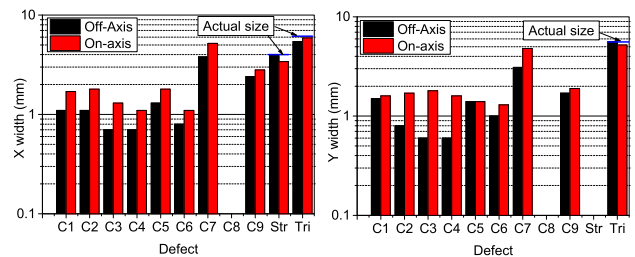 10
1
0.1
X width (mm)
Off-Axis
On-axis
Actual size
C1 C2 C3 C4 C5 C6 C7 C8 C9 Str Tri
Defect
10
1
0.1
Y width (mm)
Off-Axis
On-axis
Actual size
C1 C2 C3 C4 C5 C6 C7 C8 C9 Str Tri
Defect